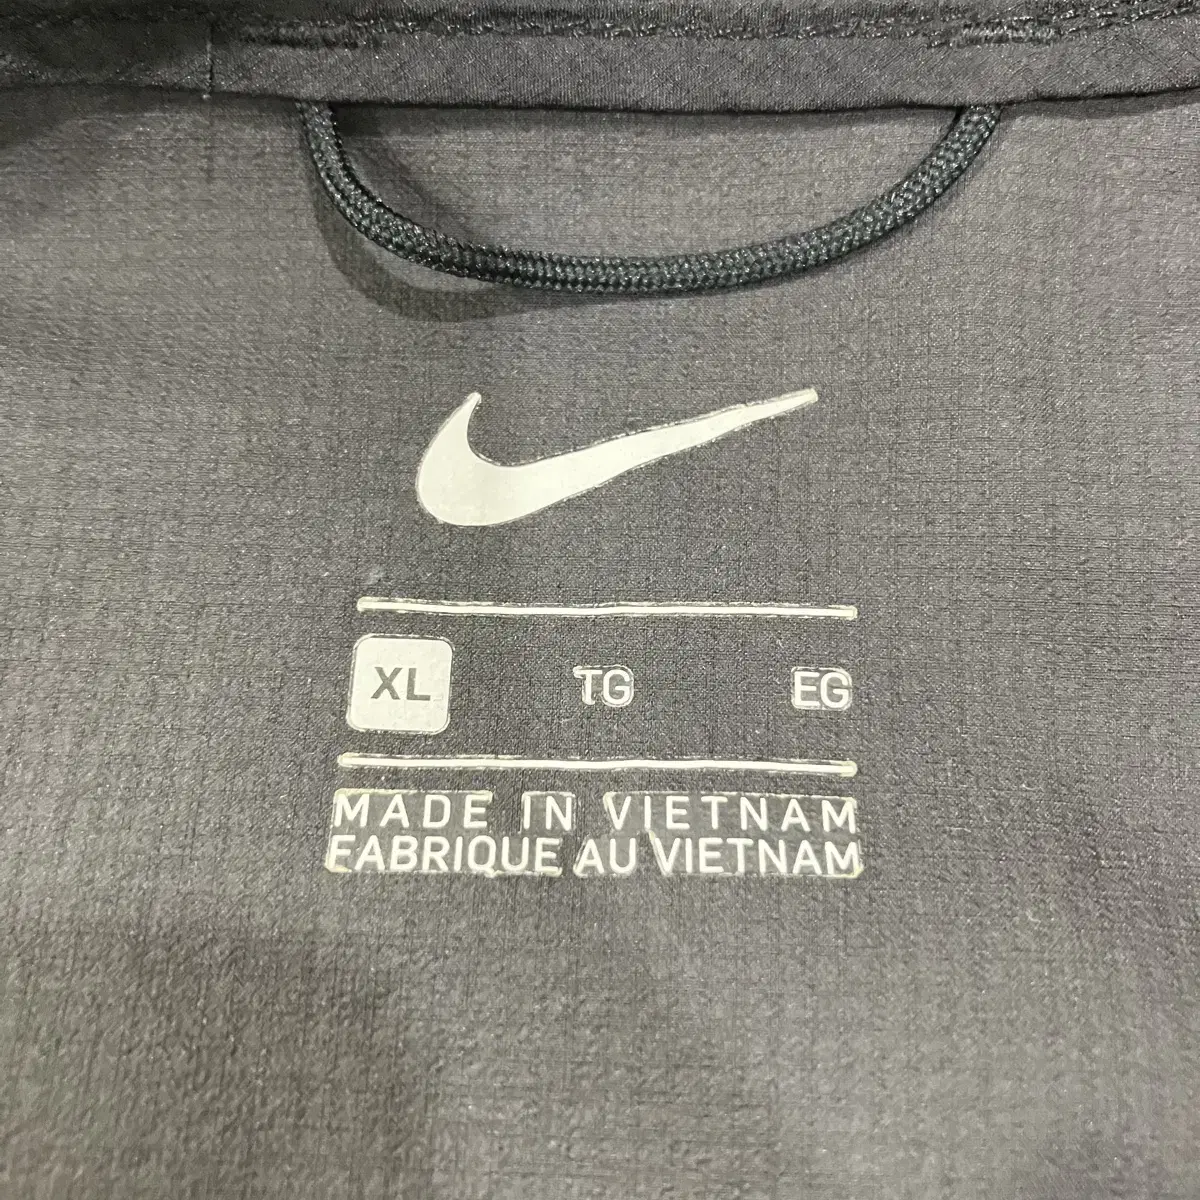 XL TG EG
MADE IN VIETNAM
FABRIQUE AU VIETNAM